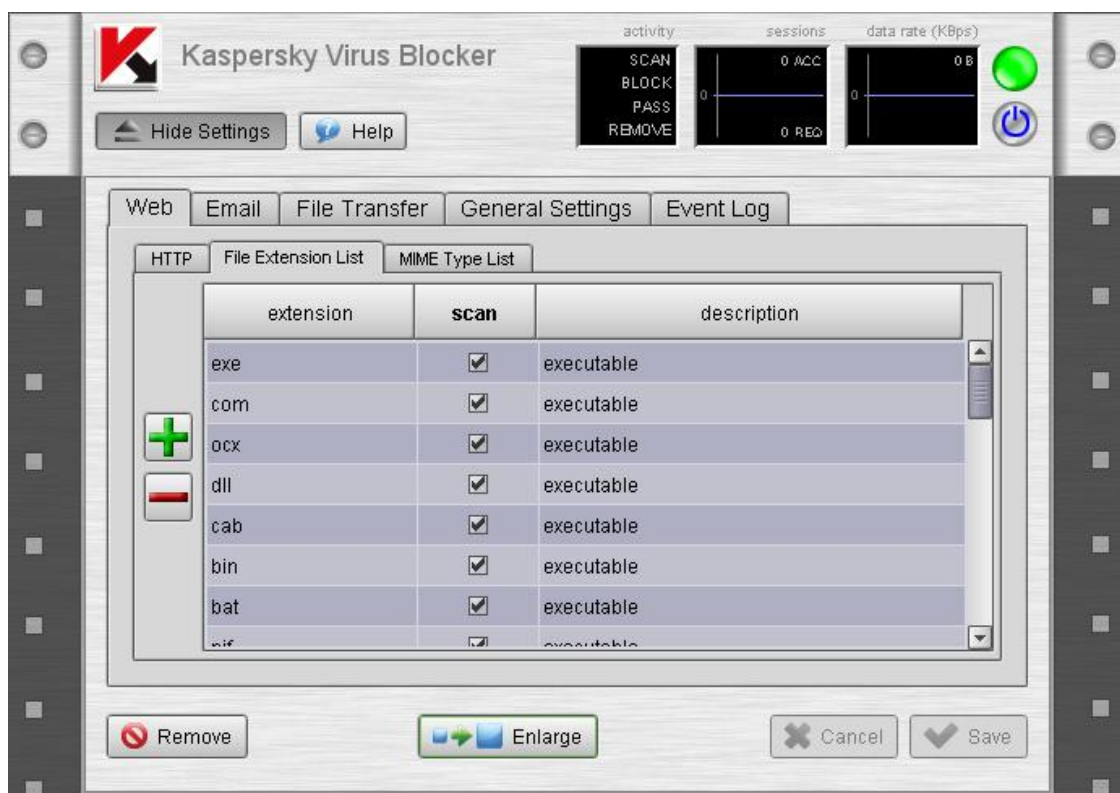 Kaspersky Virus Blocker
activity
SCAN
BLOCK
PASS
REMOVE
sessions
0 ACC
0
0 REQ
data rate (KBps)
0 B
0
Hide Settings
Help
Web
Email
File Transfer
General Settings
Event Log
HTTP
File Extension List
MIME Type List
extension scan description
exe executable
com executable
ocx executable
dll executable
cab executable
bin executable
bat executable
Remove
Enlarge
Cancel
Save